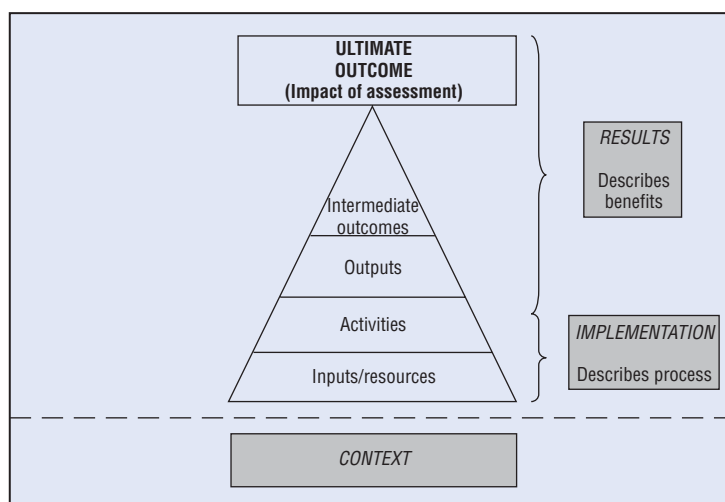 ULTIMATE
OUTCOME
(Impact of assessment)
RESULTS
Describes
benefits
Intermediate
outcomes
Outputs
Activities
IMPLEMENTATION
Describes process
Inputs/resources
CONTEXT